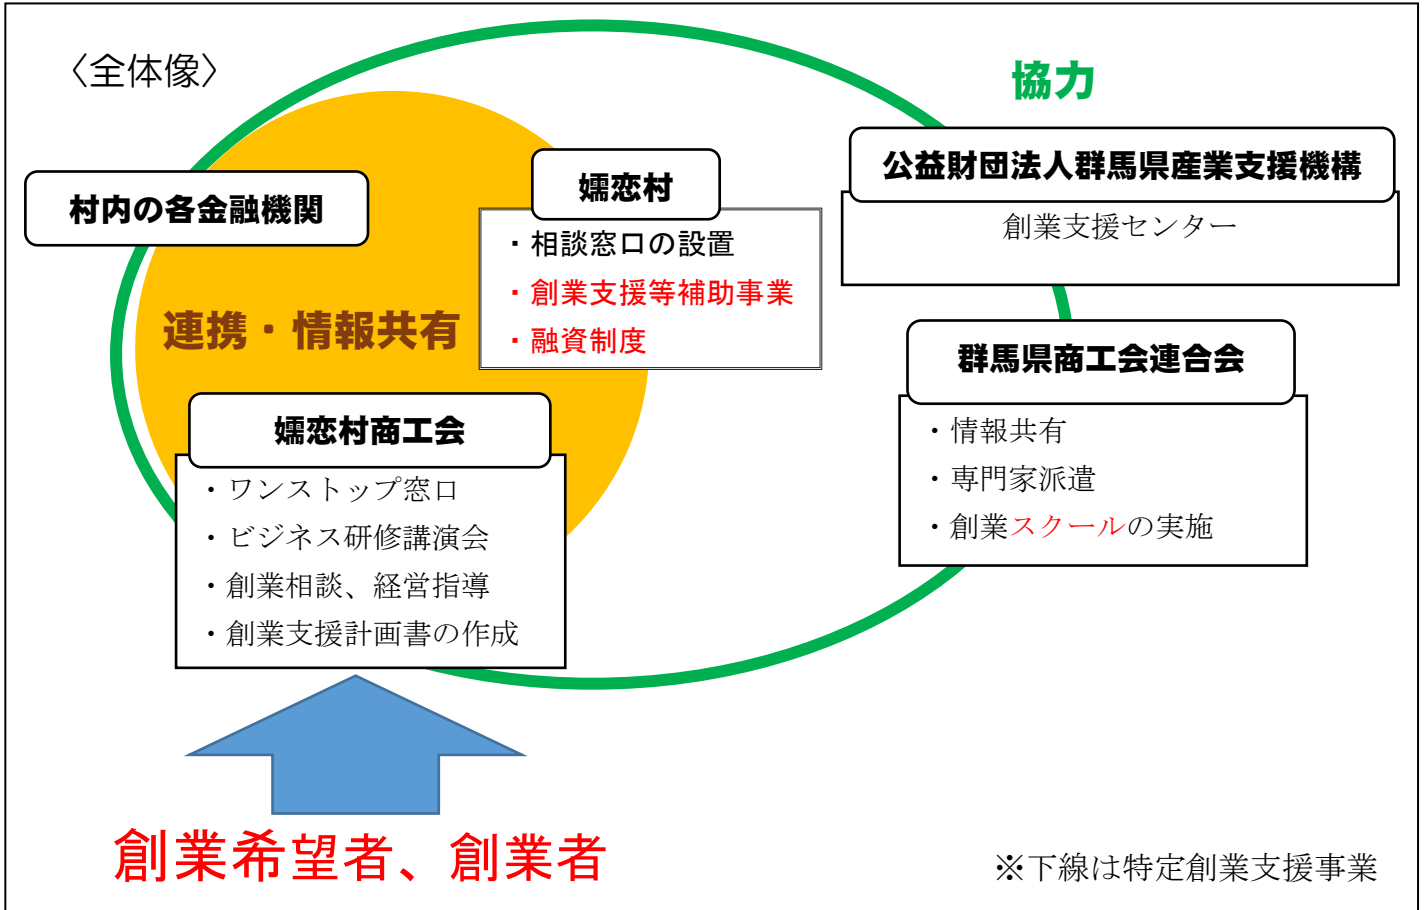 〈全体像〉
協力
村内の各金融機関
嬬恋村
・相談窓口の設置
・創業支援等補助事業
・融資制度
公益財団法人群馬県産業支援機構
創業支援センター
連携・情報共有
群馬県商工会連合会
・情報共有
・専門家派遣
・創業スクールの実施
嬬恋村商工会
・ワンストップ窓口
・ビジネス研修講演会
・創業相談、経営指導
・創業支援計画書の作成
創業希望者、創業者
※下線は特定創業支援事業